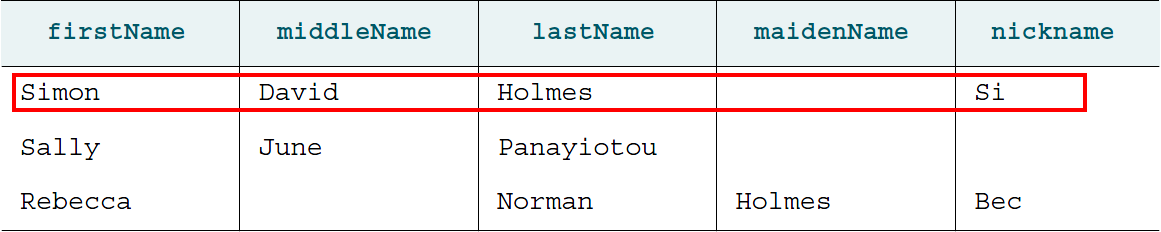 firstName middleName lastName maidenName nickname
Simon David Holmes Si
Sally June Panayiotou
Rebecca Norman Holmes Bec